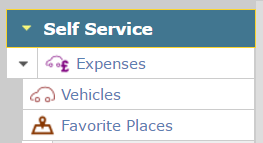 Self Service
Expenses
Vehicles
Favorite Places